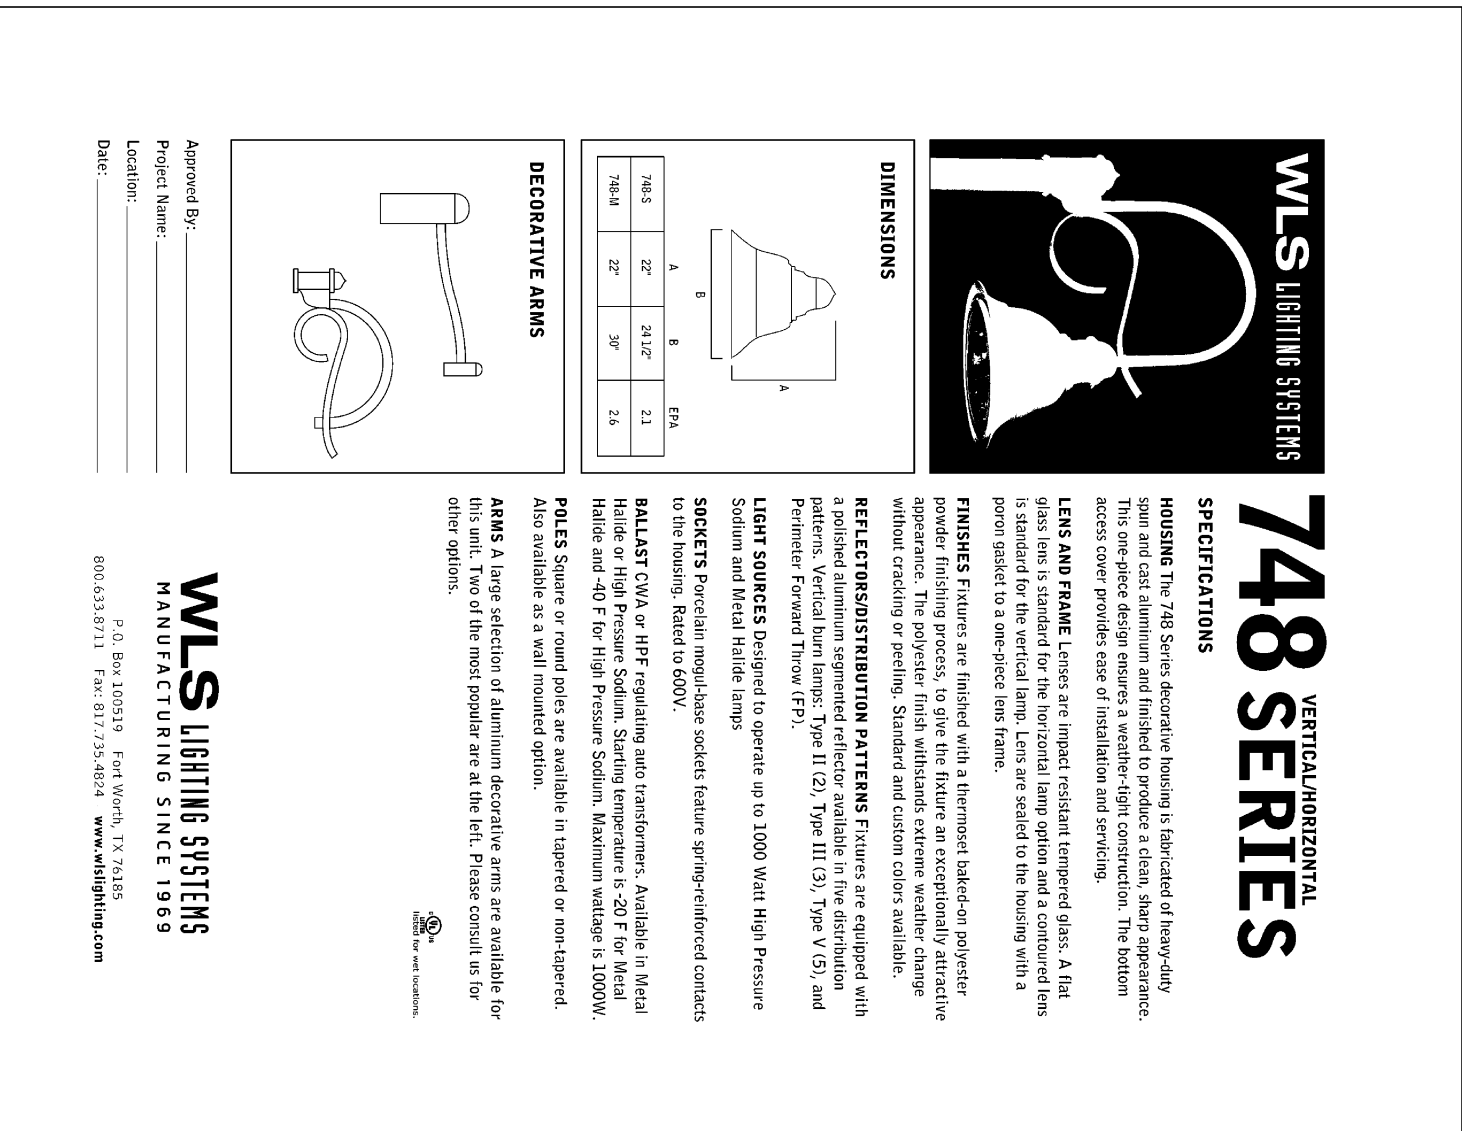 WLS LIGHTING SYSTEMS
748 SERIES
VERTICAL/HORIZONTAL
SPECIFICATIONS
HOUSING The 748 Series decorative housing is fabricated of heavy-duty
spun and cast aluminum and finished to produce a clean, sharp appearance.
This one-piece design ensures a weather-tight construction. The bottom
access cover provides ease of installation and servicing.
LENS AND FRAME Lenses are impact resistant tempered glass. A flat
glass lens is standard for the horizontal lamp option and a contoured lens
is standard for the vertical lamp. Lens are sealed to the housing with a
poron gasket to a one-piece lens frame.
FINISHES Fixtures are finished with a thermoset baked-on polyester
powder finishing process, to give the fixture an exceptionally attractive
appearance. The polyester finish withstands extreme weather change
without cracking or peeling. Standard and custom colors available.
REFLECTORS/DISTRIBUTION PATTERNS Fixtures are equipped with
a polished aluminum segmented reflector available in five distribution
patterns. Vertical burn lamps: Type II (2), Type III (3), Type V (5), and
Perimeter Forward Throw (FP).
LIGHT SOURCES Designed to operate up to 1000 Watt High Pressure
Sodium and Metal Halide lamps
SOCKETS Porcelain mogul-base sockets feature spring-reinforced contacts
to the housing. Rated to 600V.
BALLAST CWA or HPF regulating auto transformers. Available in Metal
Halide or High Pressure Sodium. Starting temperature is -20 F for Metal
Halide and -40 F for High Pressure Sodium. Maximum wattage is 1000W.
POLES Square or round poles are available in tapered or non-tapered.
Also available as a wall mounted option.
ARMS A large selection of aluminum decorative arms are available for
this unit. Two of the most popular are at the left. Please consult us for
other options.
c UL US
LISTED
listed for wet locations.
DIMENSIONS
A
B
A B EPA
748-S 22" 24 1/2" 2.1
748-M 22" 30" 2.6
DECORATIVE ARMS
Approved By:
Project Name:
Location:
Date:
WLS LIGHTING SYSTEMS
MANUFACTURING SINCE 1969
P.O. Box 100519 Fort Worth, TX 76185
800.633.8711 Fax: 817.735.4824 www.wlslighting.com